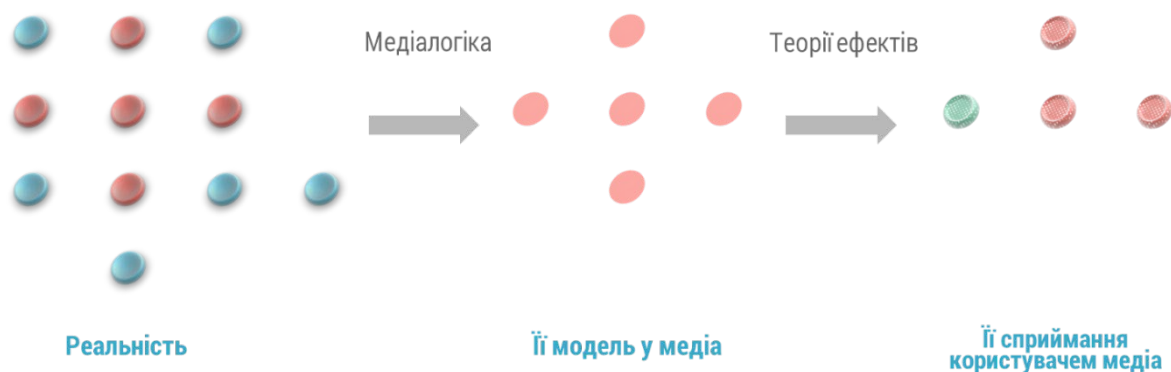 Медіалогіка
Теорії ефектів
Реальність
Її модель у медіа
Її сприймання
користувачем медіа